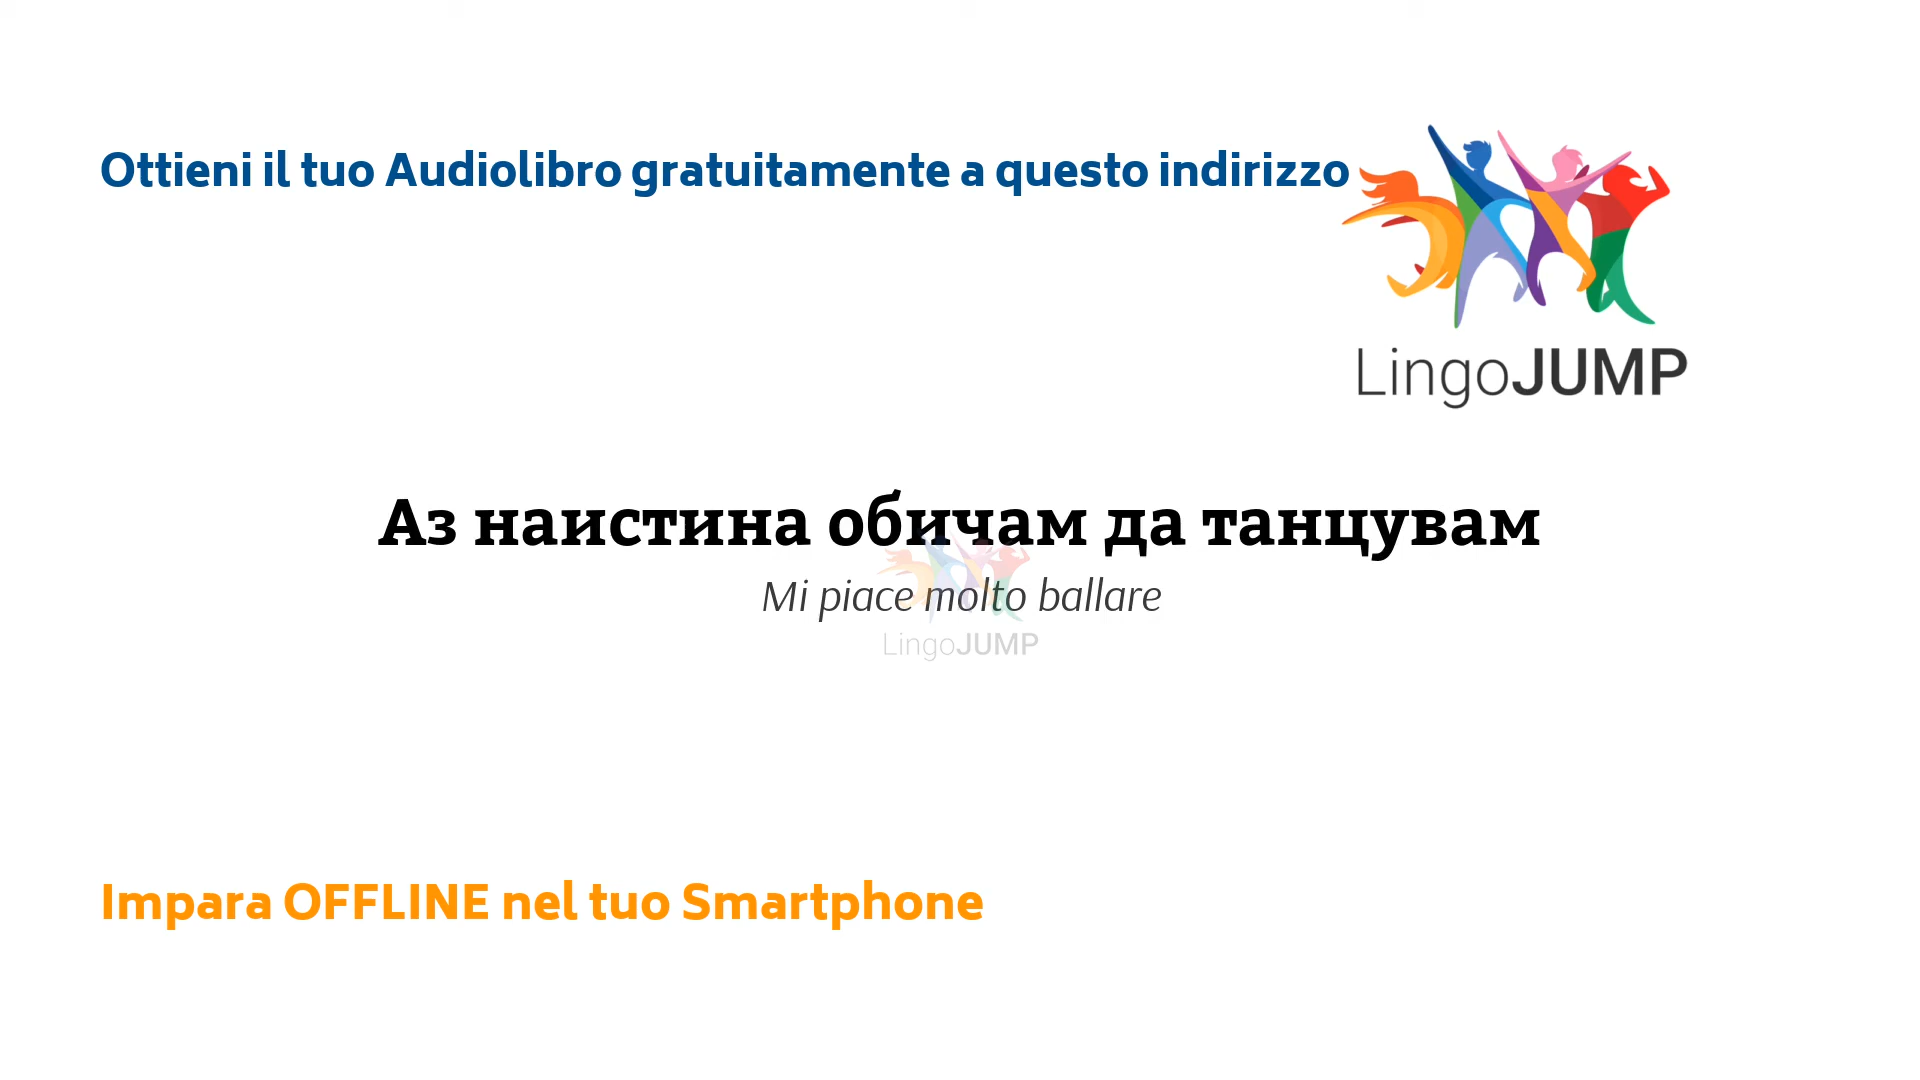 Ottieni il tuo Audiolibro gratuitamente a questo indirizzo
LingoJUMP
Аз наистина обичам да танцувам
Mi piace molto ballare
LingoJUMP
Impara OFFLINE nel tuo Smartphone